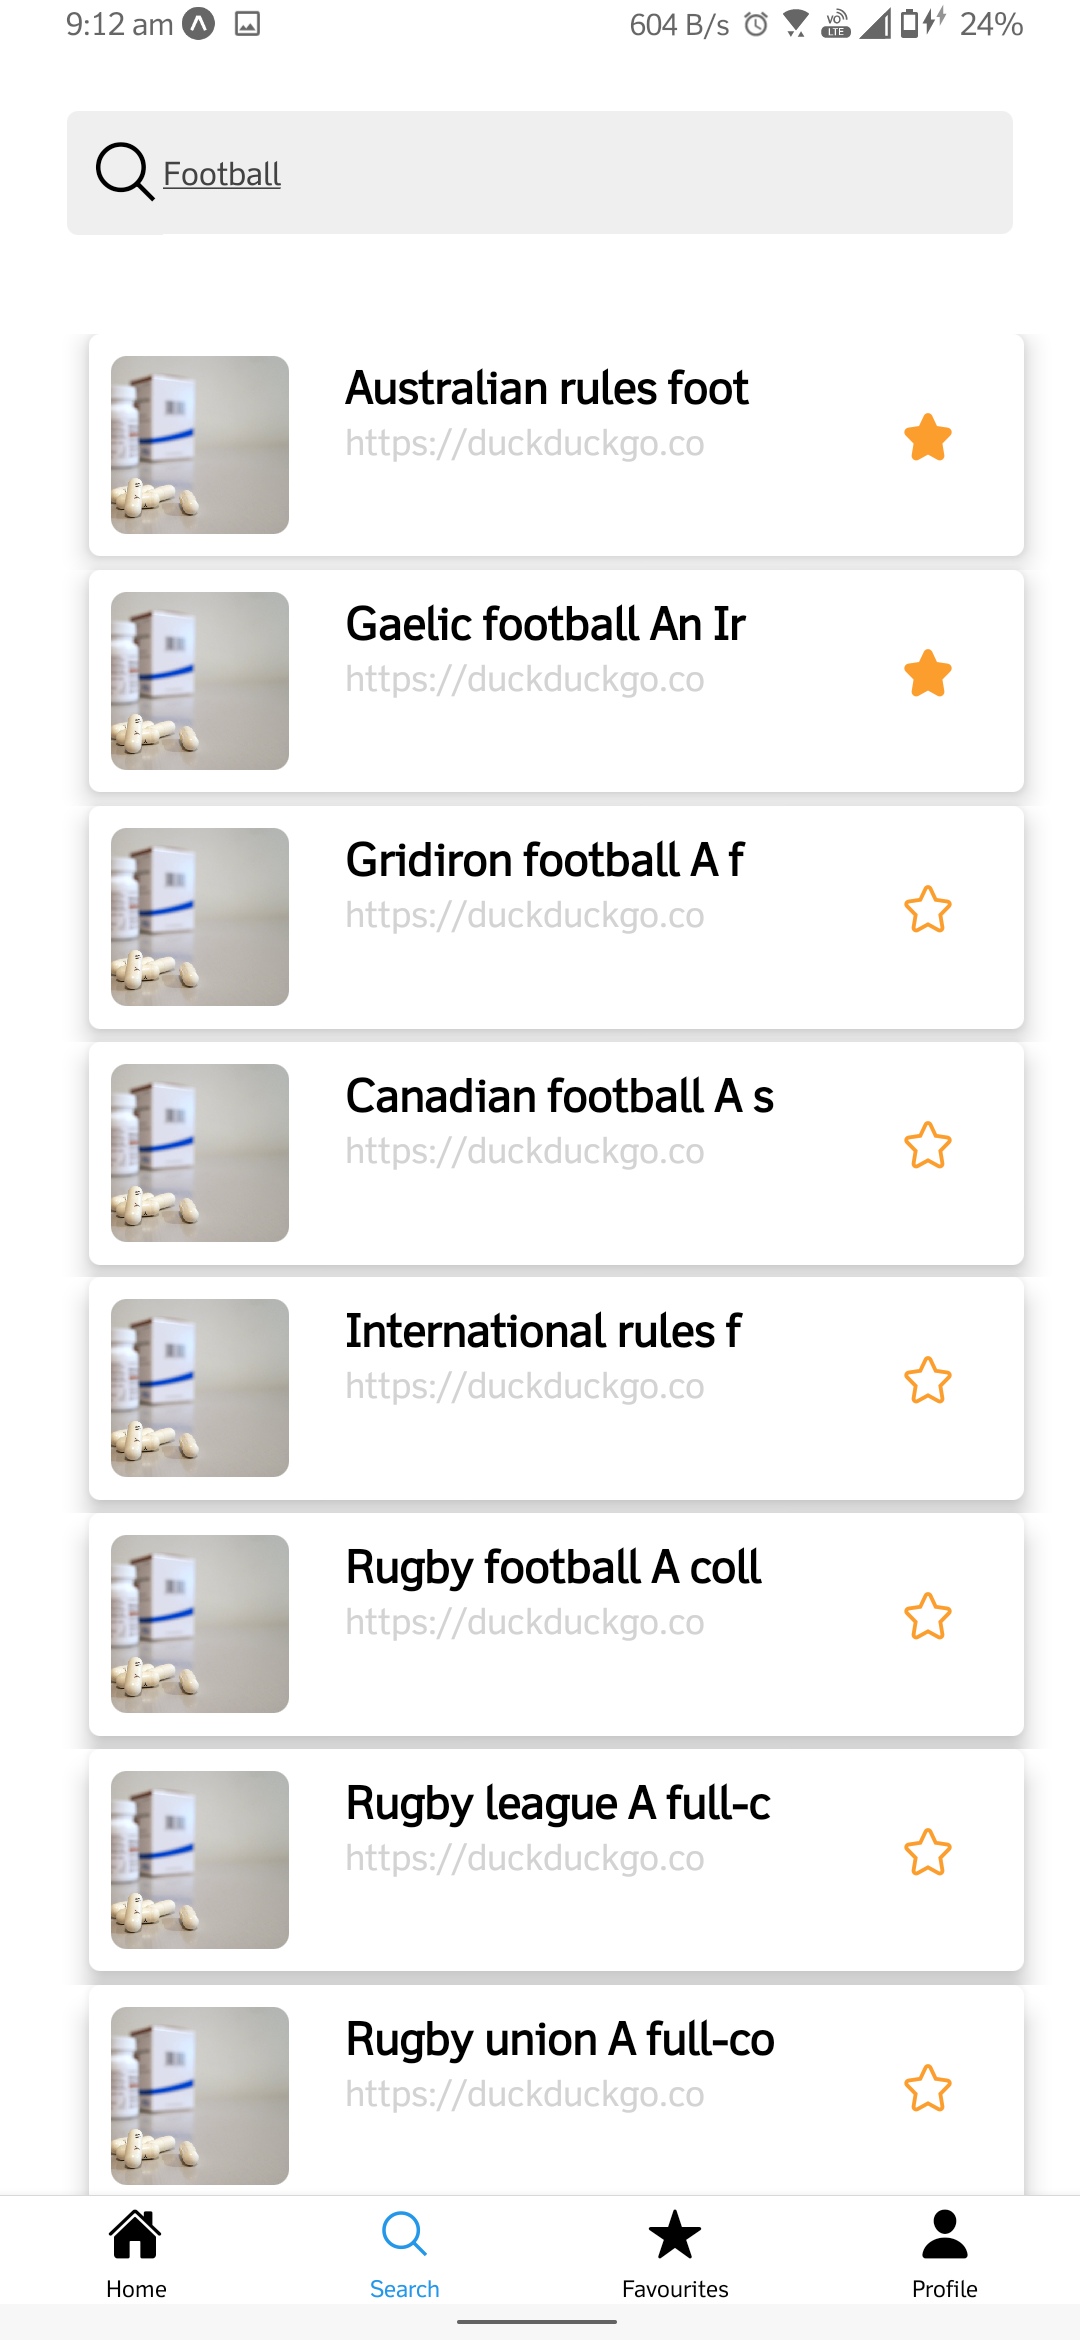 9:12 am
604 B/s
VO
LTE
24%
Football
Australian rules foot
https://duckduckgo.co
Gaelic football An Ir
https://duckduckgo.co
Gridiron football A f
https://duckduckgo.co
Canadian football A s
https://duckduckgo.co
International rules f
https://duckduckgo.co
Rugby football A coll
https://duckduckgo.co
Rugby league A full-c
https://duckduckgo.co
Rugby union A full-co
https://duckduckgo.co
Home
Search
Favourites
Profile